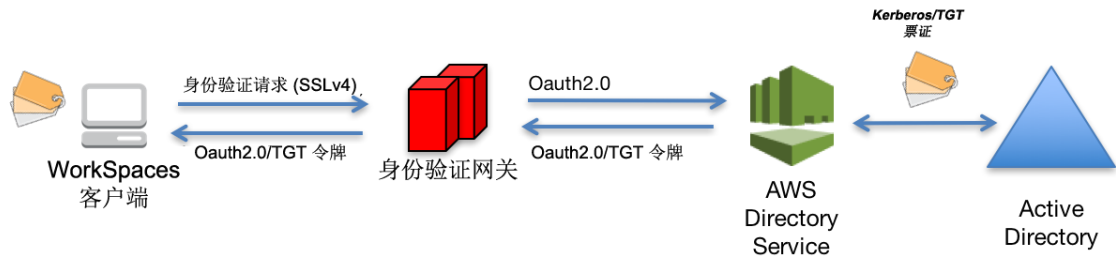 Kerberos/TGT
票证
身份验证请求 (SSLv4)
Oauth2.0
Oauth2.0/TGT 令牌
Oauth2.0/TGT 令牌
WorkSpaces
客户端
身份验证网关
AWS
Directory
Service
Active
Directory